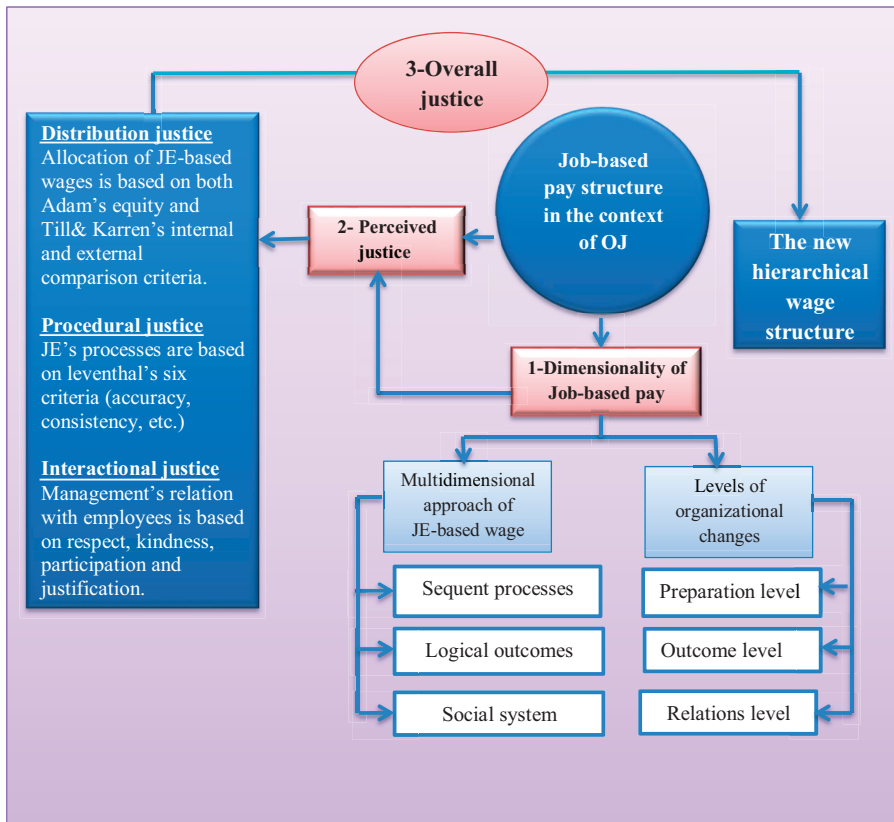 3-Overall
justice
Distribution justice
Allocation of JE-based
wages is based on both
Adam's equity and
Till& Karren's internal
and external
comparison criteria.
Procedural justice
JE's processes are based
on leventhal's six
criteria (accuracy,
consistency, etc.)
Interactional justice
Management's relation
with employees is based
on respect, kindness,
participation and
justification.
2- Perceived
justice
Job-based
pay structure
in the context
of OJ
The new
hierarchical
wage
structure
1-Dimensionality of
Job-based pay
Multidimensional
approach of
JE-based wage
Sequent processes
Logical outcomes
Social system
Levels of
organizational
changes
Preparation level
Outcome level
Relations level